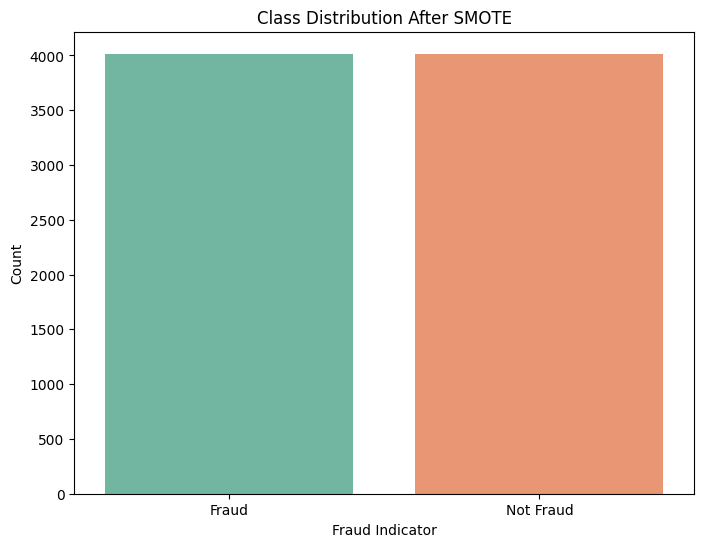 Class Distribution After SMOTE
Count
4000
3500
3000
2500
2000
1500
1000
500
0
Fraud
Not Fraud
Fraud Indicator